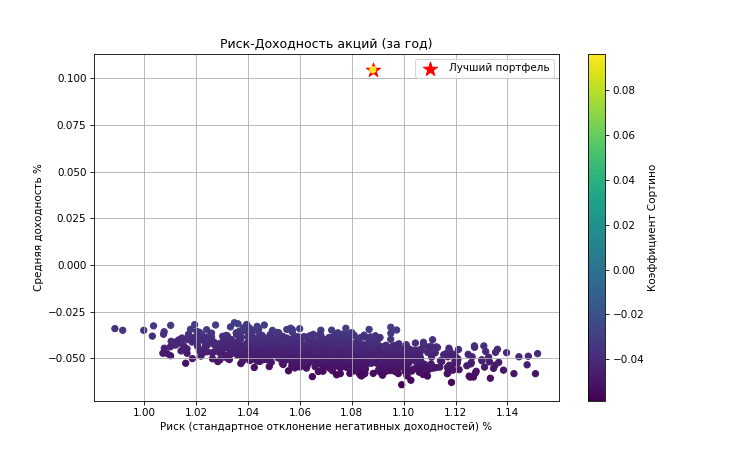 Риск-Доходность акций (за год)
Лучший портфель
Средняя доходность %
0.100
0.075
0.050
0.025
0.000
−0.025
−0.050
1.00 1.02 1.04 1.06 1.08 1.10 1.12 1.14
Риск (стандартное отклонение негативных доходностей) %
0.08
0.06
0.04
0.02
0.00
−0.02
−0.04
Коэффициент Сортино